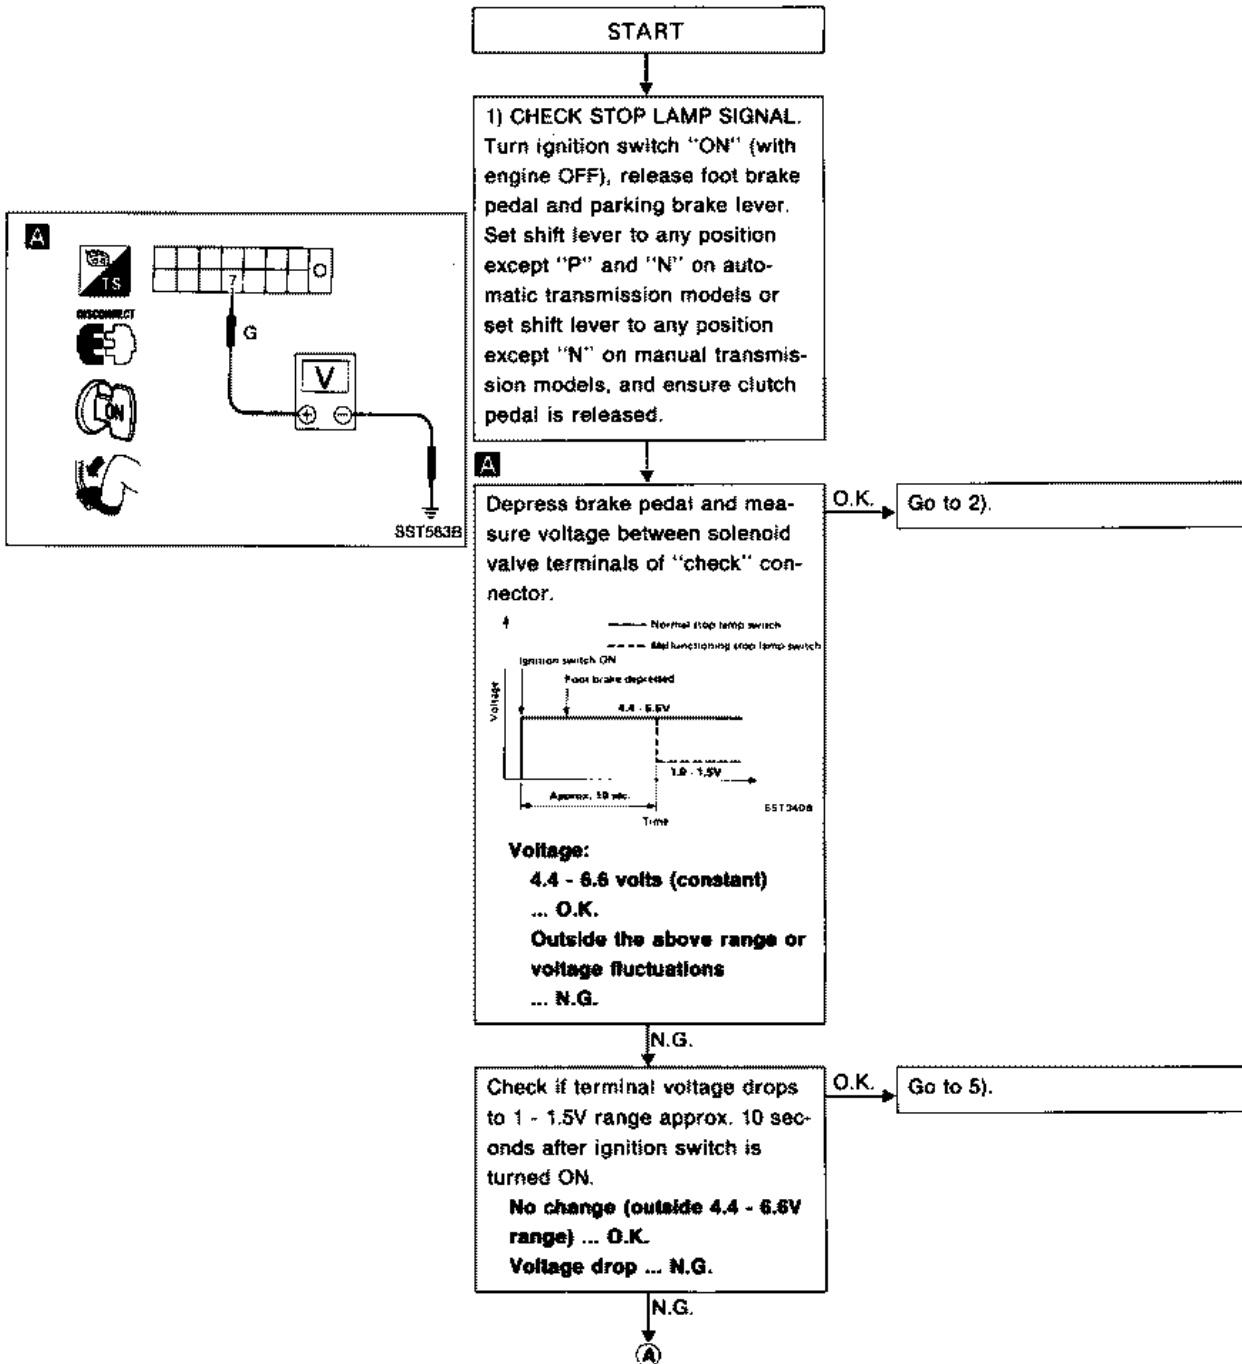 START
1) CHECK STOP LAMP SIGNAL.
Turn ignition switch "ON" (with
engine OFF), release foot brake
pedal and parking brake lever.
Set shift lever to any position
except "P" and "N" on auto-
matic transmission models or
set shift lever to any position
except "N" on manual transmis-
sion models, and ensure clutch
pedal is released.
A
TS
7
O
DISCONNECT
G
V
ON
+
−
SST563B
A
Depress brake pedal and mea-
sure voltage between solenoid
valve terminals of "check" con-
nector.
O.K.
Go to 2).
Normal stop lamp switch
Malfunctioning stop lamp switch
Ignition switch ON
Foot brake depressed
Voltage
4.4 - 6.6V
1.0 - 1.5V
Approx. 10 sec.
Time
SST340B
Voltage:
4.4 - 6.6 volts (constant)
... O.K.
Outside the above range or
voltage fluctuations
... N.G.
N.G.
Check if terminal voltage drops
to 1 - 1.5V range approx. 10 sec-
onds after ignition switch is
turned ON.
No change (outside 4.4 - 6.6V
range) ... O.K.
Voltage drop ... N.G.
O.K.
Go to 5).
N.G.
A